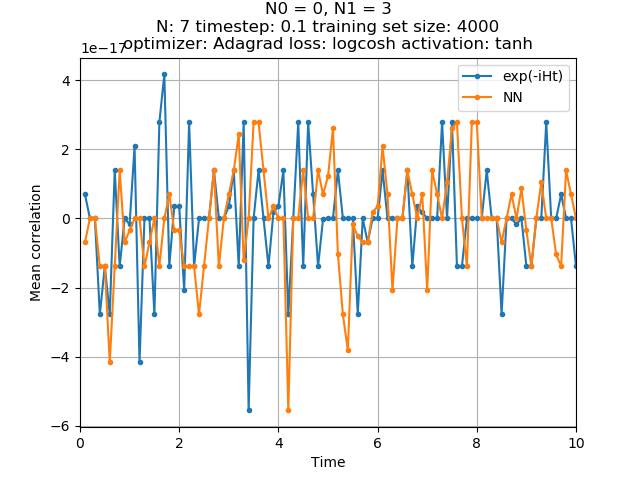 N0 = 0, N1 = 3
N: 7 timestep: 0.1 training set size: 4000
optimizer: Adagrad loss: logcosh activation: tanh
1e−17
exp(-iHt)
NN
4
2
0
−2
−4
−6
Mean correlation
0 2 4 6 8 10
Time